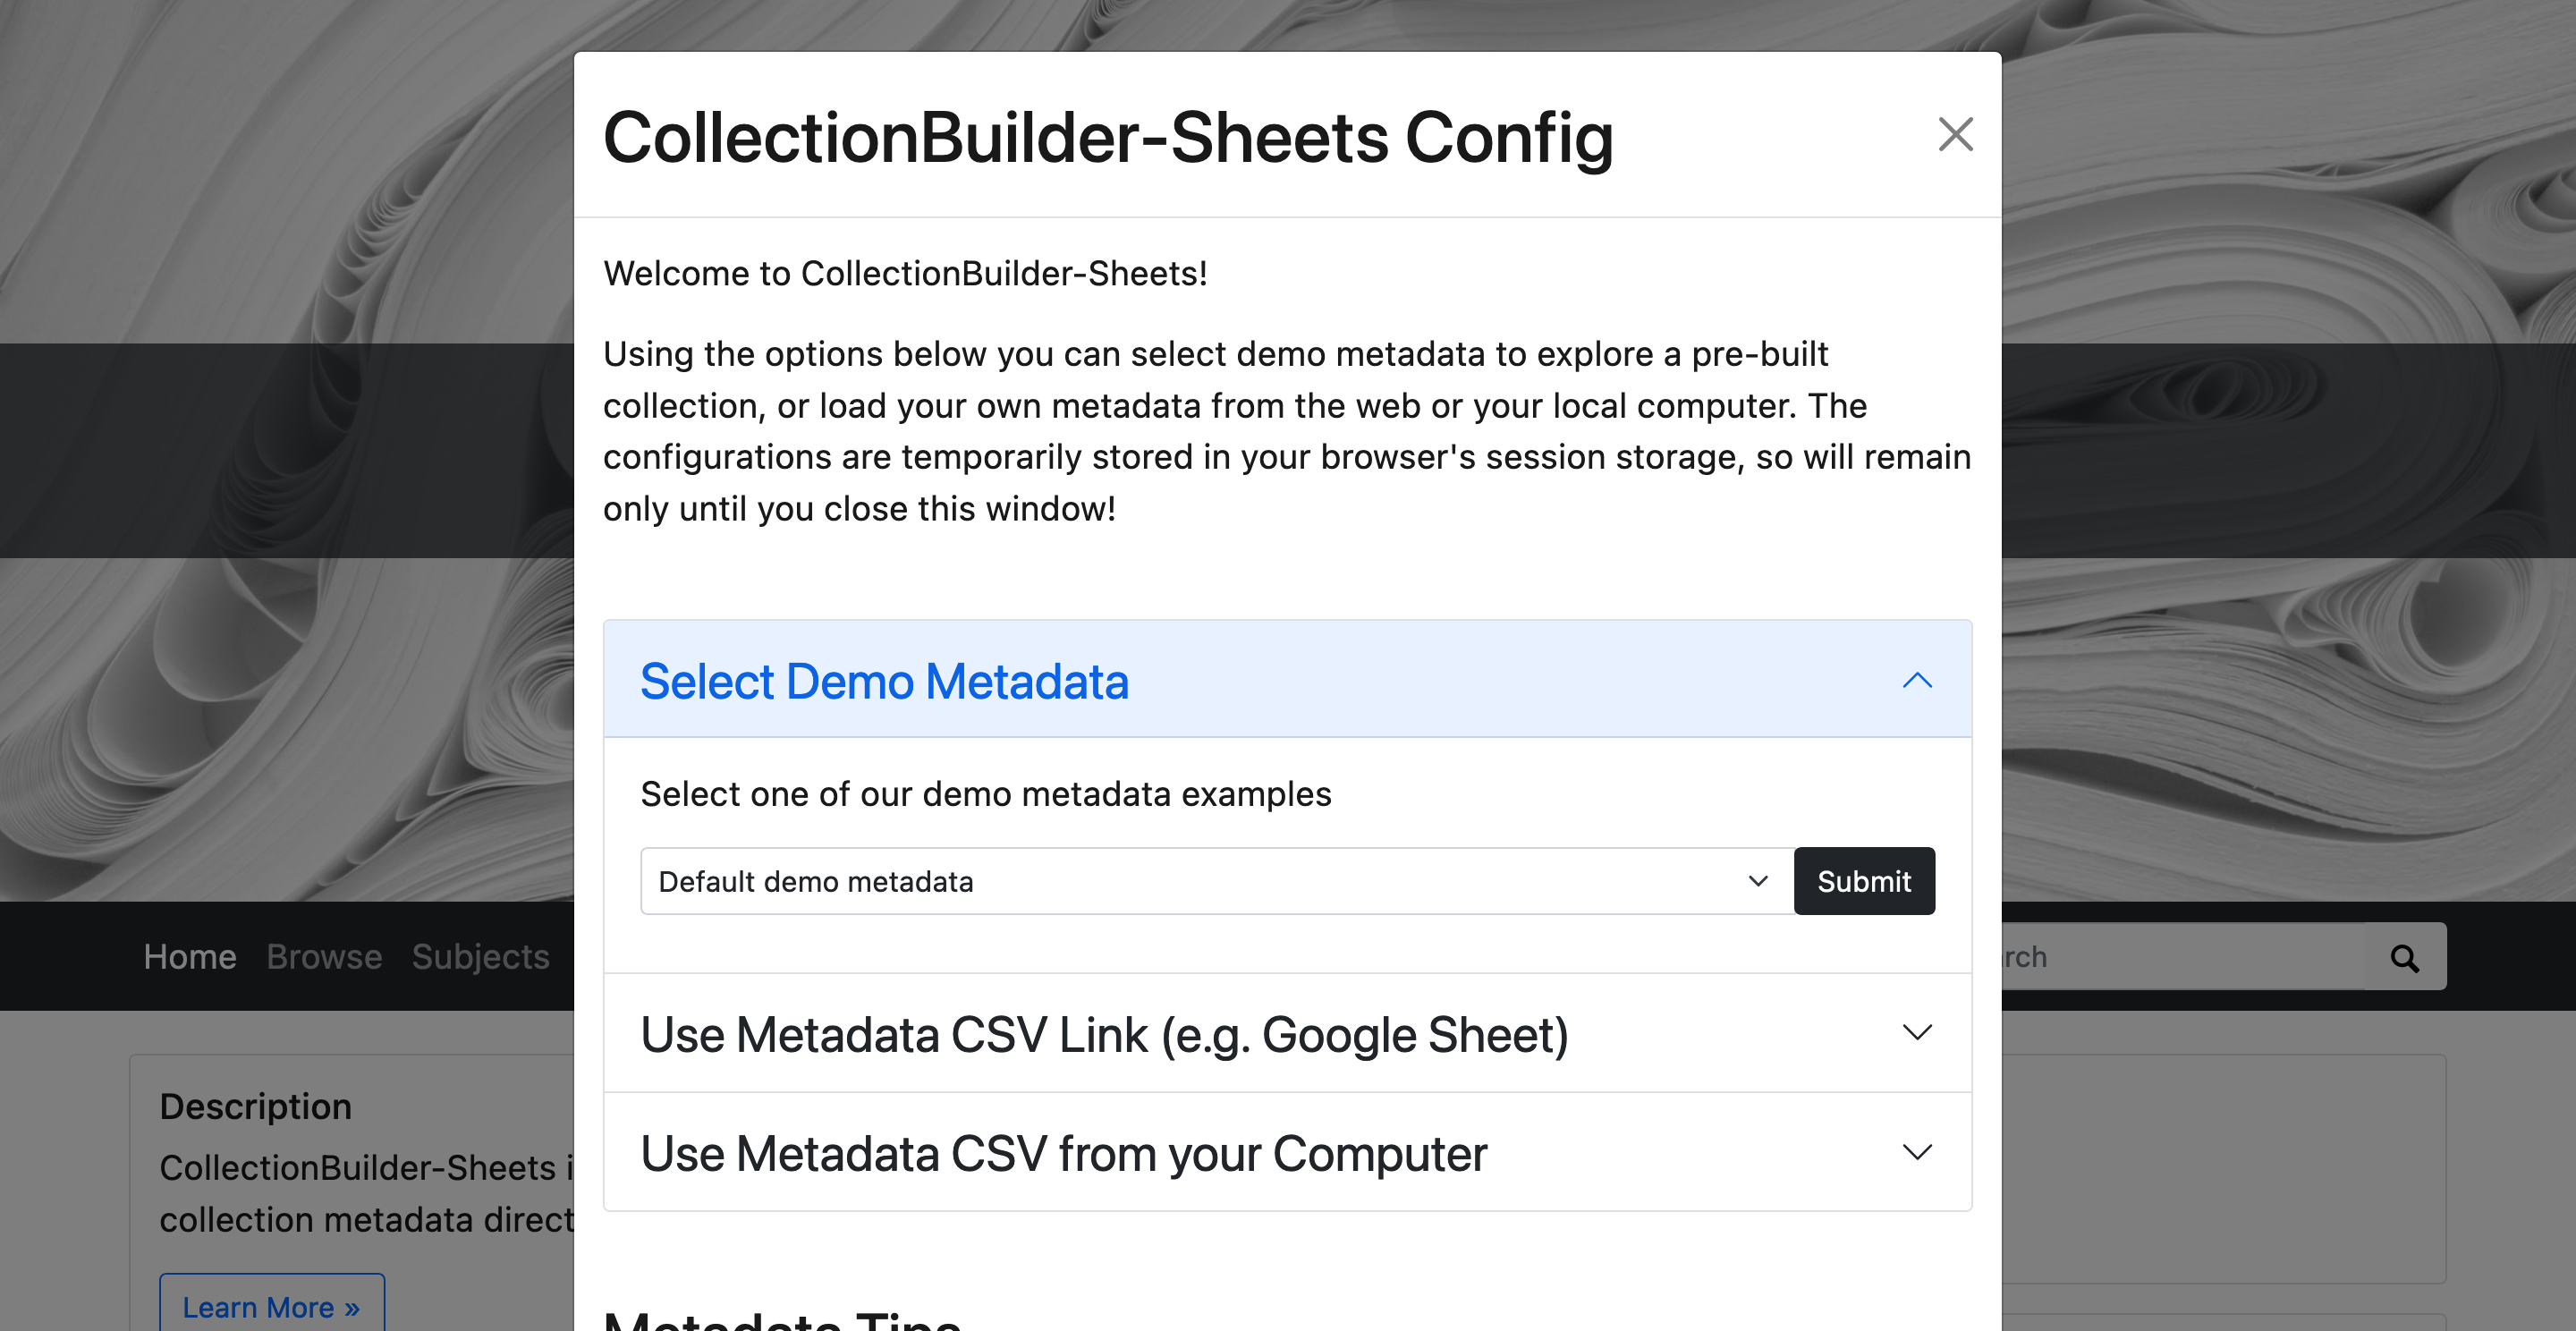 CollectionBuilder-Sheets Config
Welcome to CollectionBuilder-Sheets!
Using the options below you can select demo metadata to explore a pre-built
collection, or load your own metadata from the web or your local computer. The
configurations are temporarily stored in your browser's session storage, so will remain
only until you close this window!
Select Demo Metadata
Select one of our demo metadata examples
Default demo metadata
Submit
Use Metadata CSV Link (e.g. Google Sheet)
Use Metadata CSV from your Computer
Metadata Tips
Home Browse Subjects
rch
Description
CollectionBuilder-Sheets i
collection metadata direct
Learn More »